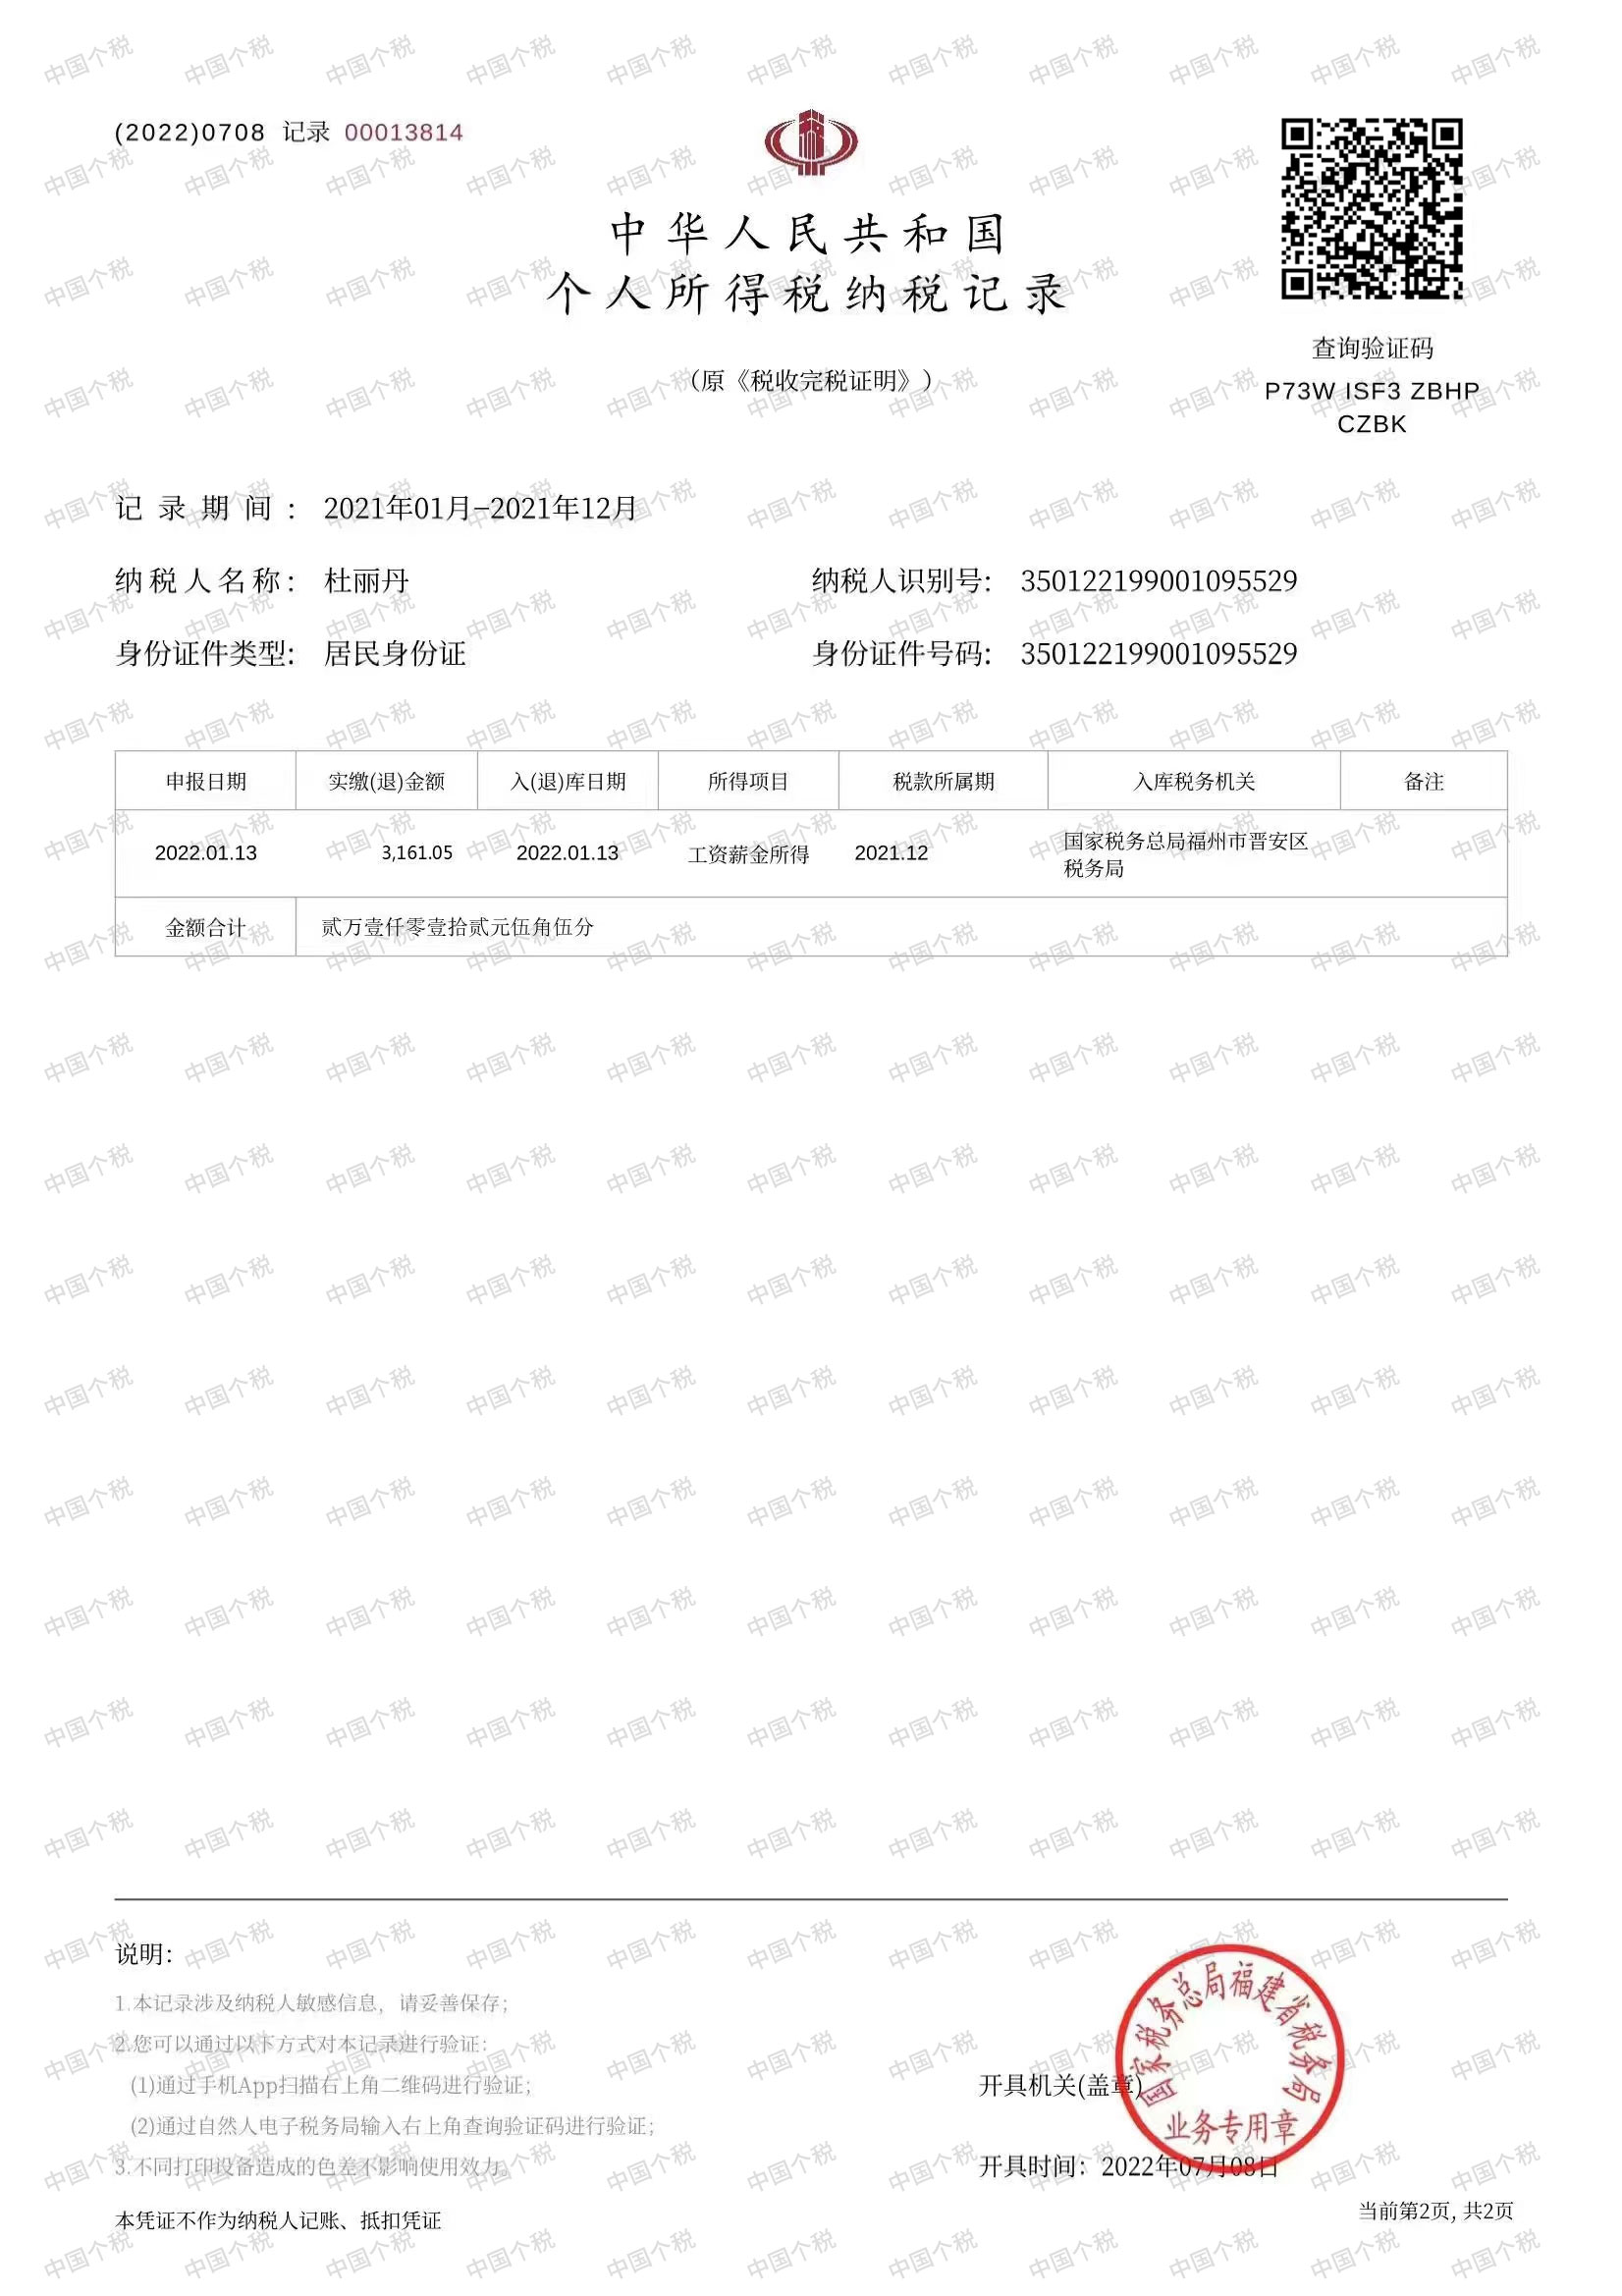 (2022)0708 记录 00013814
中华人民共和国
个人所得税纳税记录
（原《税收完税证明》）
查询验证码
P73W ISF3 ZBHP
CZBK
记录期间： 2021年01月–2021年12月
纳税人名称： 杜丽丹 纳税人识别号: 350122199001095529
身份证件类型: 居民身份证 身份证件号码: 350122199001095529
申报日期 实缴(退)金额 入(退)库日期 所得项目 税款所属期 入库税务机关 备注
2022.01.13 3,161.05 2022.01.13 工资薪金所得 2021.12 国家税务总局福州市晋安区
税务局
金额合计 贰万壹仟零壹拾贰元伍角伍分
说明:
1.本记录涉及纳税人敏感信息，请妥善保存；
2.您可以通过以下方式对本记录进行验证：
(1)通过手机App扫描右上角二维码进行验证；
(2)通过自然人电子税务局输入右上角查询验证码进行验证；
3.不同打印设备造成的色差不影响使用效力。
本凭证不作为纳税人记账、抵扣凭证
开具机关(盖章)
国家税务总局福建省税务局
业务专用章
开具时间：2022年07月08日
当前第2页, 共2页
中国个税